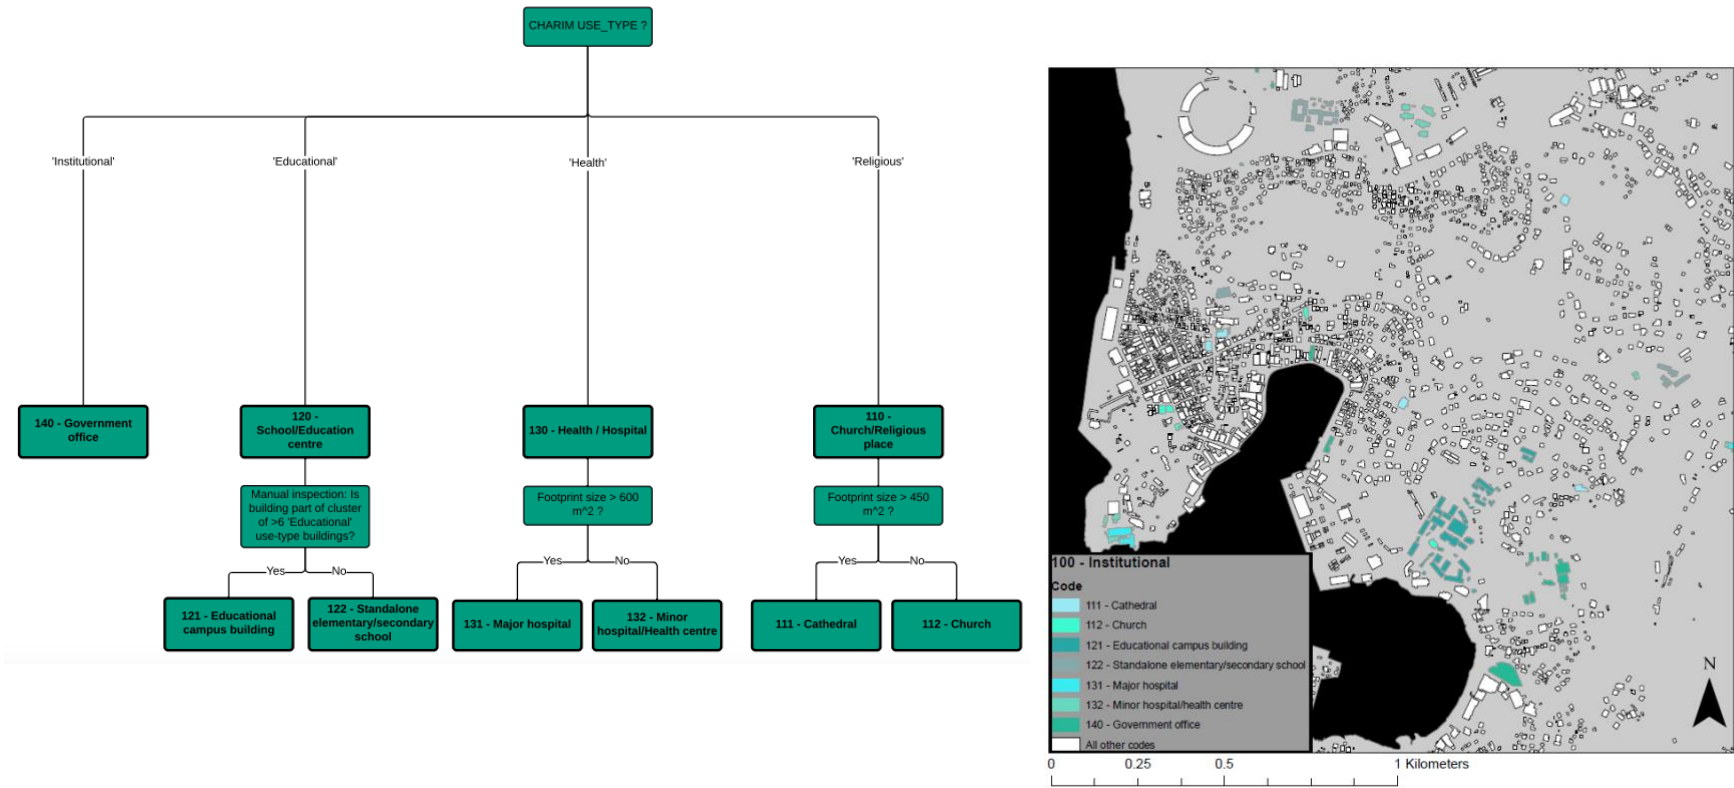 CHARIM USE_TYPE ?
'Institutional'
'Educational'
'Health'
'Religious'
140 - Government
office
120 -
School/Education
centre
130 - Health / Hospital
110 -
Church/Religious
place
Manual inspection: Is
building part of cluster
of >6 'Educational'
use-type buildings?
Footprint size > 600
m^2 ?
Footprint size > 450
m^2 ?
Yes
No
Yes
No
Yes
No
121 - Educational
campus building
122 - Standalone
elementary/secondary
school
131 - Major hospital
132 - Minor
hospital/Health centre
111 - Cathedral
112 - Church
100 - Institutional
Code
111 - Cathedral
112 - Church
121 - Educational campus building
122 - Standalone elementary/secondary school
131 - Major hospital
132 - Minor hospital/health centre
140 - Government office
All other codes
N
0 0.25 0.5 1 Kilometers